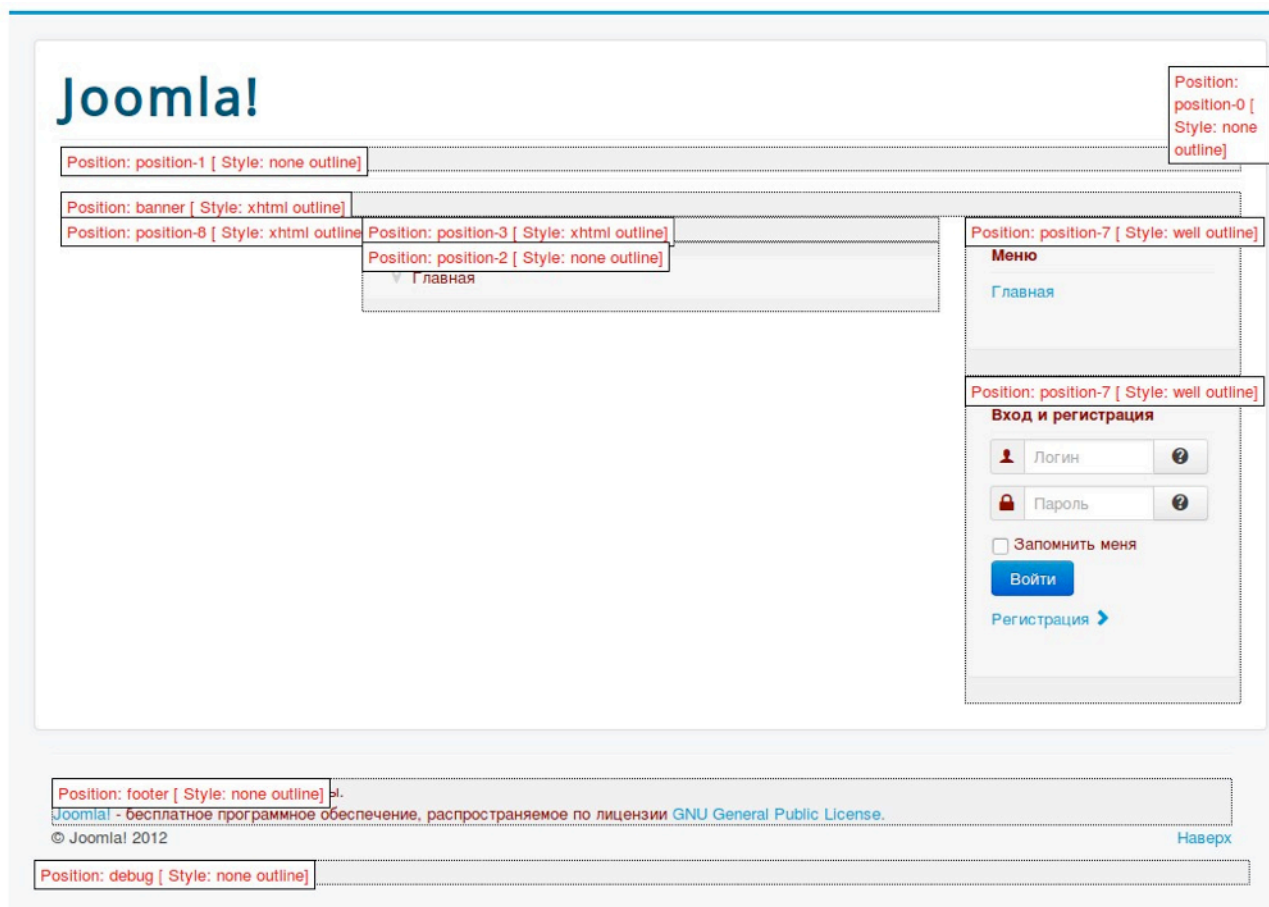 Joomla!
Position:
position-0 [
Style: none
outline]
Position: position-1 [ Style: none outline]
Position: banner [ Style: xhtml outline]
Position: position-8 [ Style: xhtml outline
Position: position-3 [ Style: xhtml outline]
Position: position-7 [ Style: well outline]
Position: position-2 [ Style: none outline]
Меню
Главная
Главная
Position: position-7 [ Style: well outline]
Вход и регистрация
Логин
Пароль
Запомнить меня
Войти
Регистрация
Position: footer [ Style: none outline]
Joomla! - бесплатное программное обеспечение, распространяемое по лицензии GNU General Public License.
© Joomla! 2012
Наверх
Position: debug [ Style: none outline]